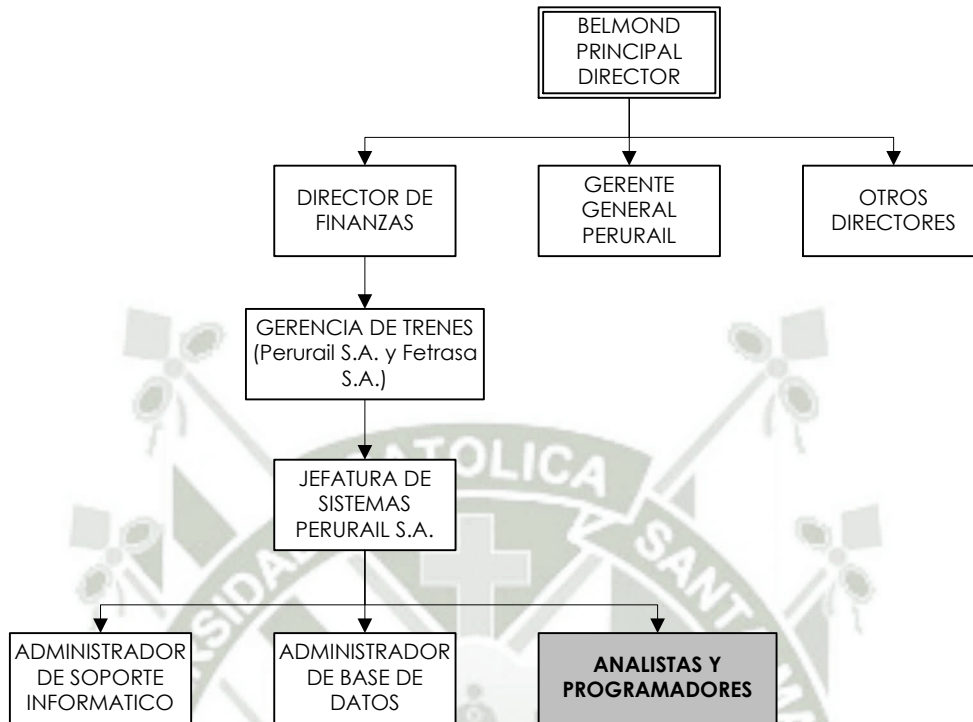 BELMOND
PRINCIPAL
DIRECTOR
DIRECTOR DE
FINANZAS
GERENTE
GENERAL
PERURAIL
OTROS
DIRECTORES
GERENCIA DE TRENES
(Perurail S.A. y Fetrasa
S.A.)
JEFATURA DE
SISTEMAS
PERURAIL S.A.
ADMINISTRADOR
DE SOPORTE
INFORMATICO
ADMINISTRADOR
DE BASE DE
DATOS
ANALISTAS Y
PROGRAMADORES